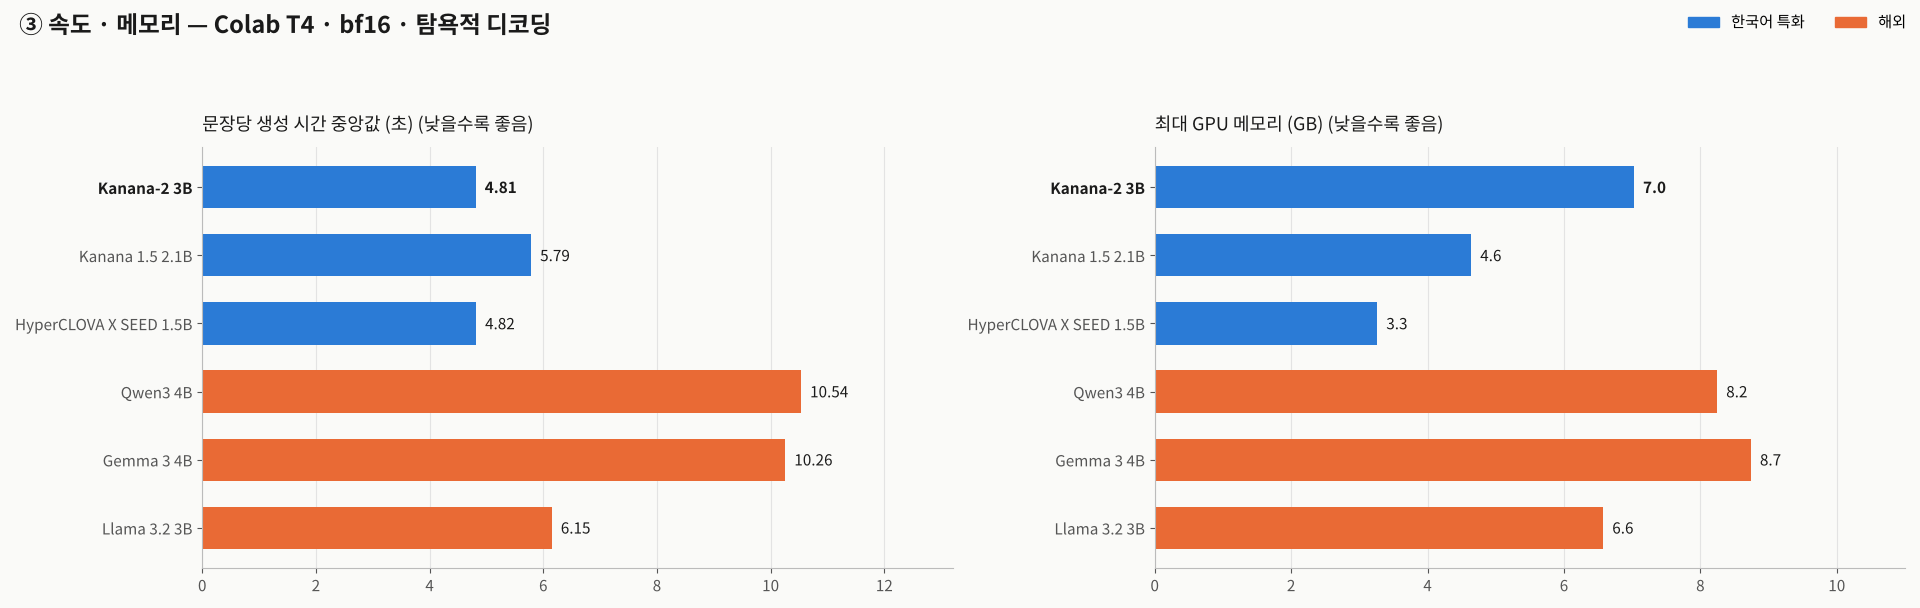 ③ 속도 · 메모리 — Colab T4 · bf16 · 탐욕적 디코딩
한국어 특화
해외
문장당 생성 시간 중앙값 (초) (낮을수록 좋음)
Kanana-2 3B 4.81
Kanana 1.5 2.1B 5.79
HyperCLOVA X SEED 1.5B 4.82
Qwen3 4B 10.54
Gemma 3 4B 10.26
Llama 3.2 3B 6.15
0 2 4 6 8 10 12
최대 GPU 메모리 (GB) (낮을수록 좋음)
Kanana-2 3B 7.0
Kanana 1.5 2.1B 4.6
HyperCLOVA X SEED 1.5B 3.3
Qwen3 4B 8.2
Gemma 3 4B 8.7
Llama 3.2 3B 6.6
0 2 4 6 8 10